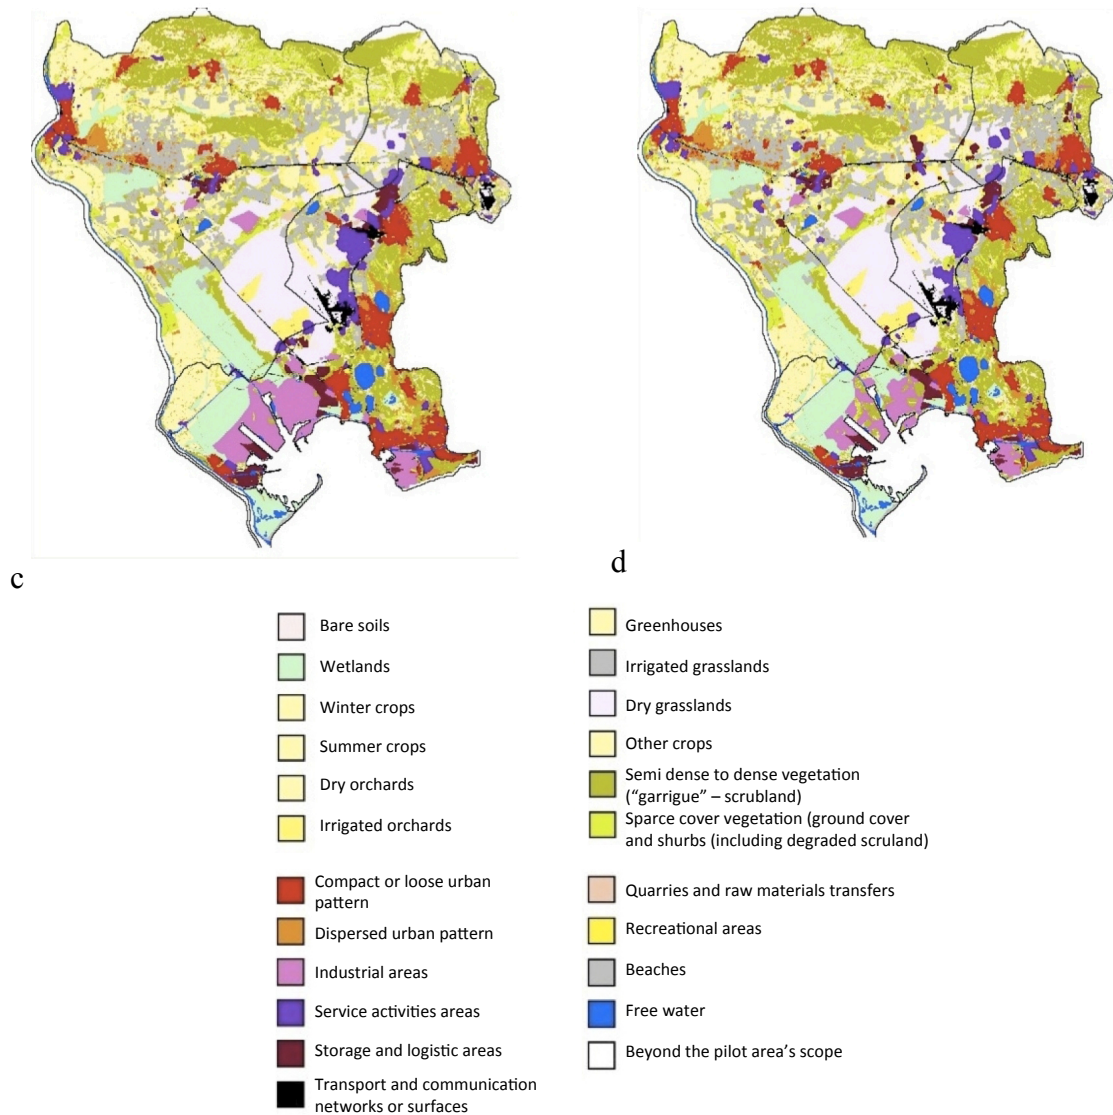 c
d
Bare soils
Wetlands
Winter crops
Summer crops
Dry orchards
Irrigated orchards
Compact or loose urban
pattern
Dispersed urban pattern
Industrial areas
Service activities areas
Storage and logistic areas
Transport and communication
networks or surfaces
Greenhouses
Irrigated grasslands
Dry grasslands
Other crops
Semi dense to dense vegetation
(“garrigue” – scrubland)
Sparce cover vegetation (ground cover
and shurbs (including degraded scruland)
Quarries and raw materials transfers
Recreational areas
Beaches
Free water
Beyond the pilot area’s scope